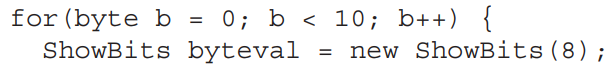 for(byte b = 0; b < 10; b++) {
  ShowBits byteval = new ShowBits(8);